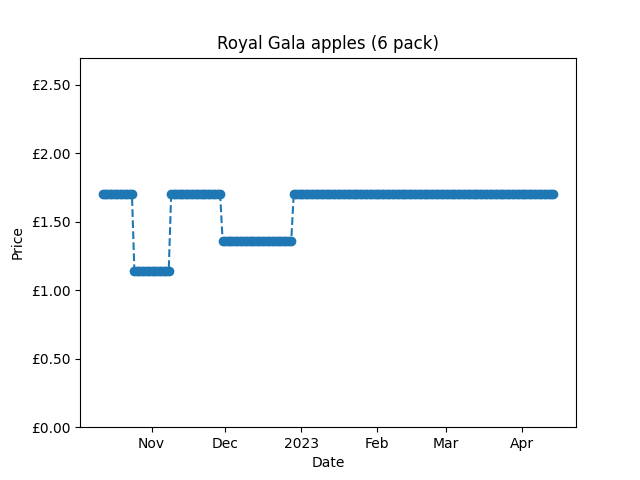 Royal Gala apples (6 pack)
£2.50
£2.00
£1.50
£1.00
£0.50
£0.00
Price
Nov Dec 2023 Feb Mar Apr
Date